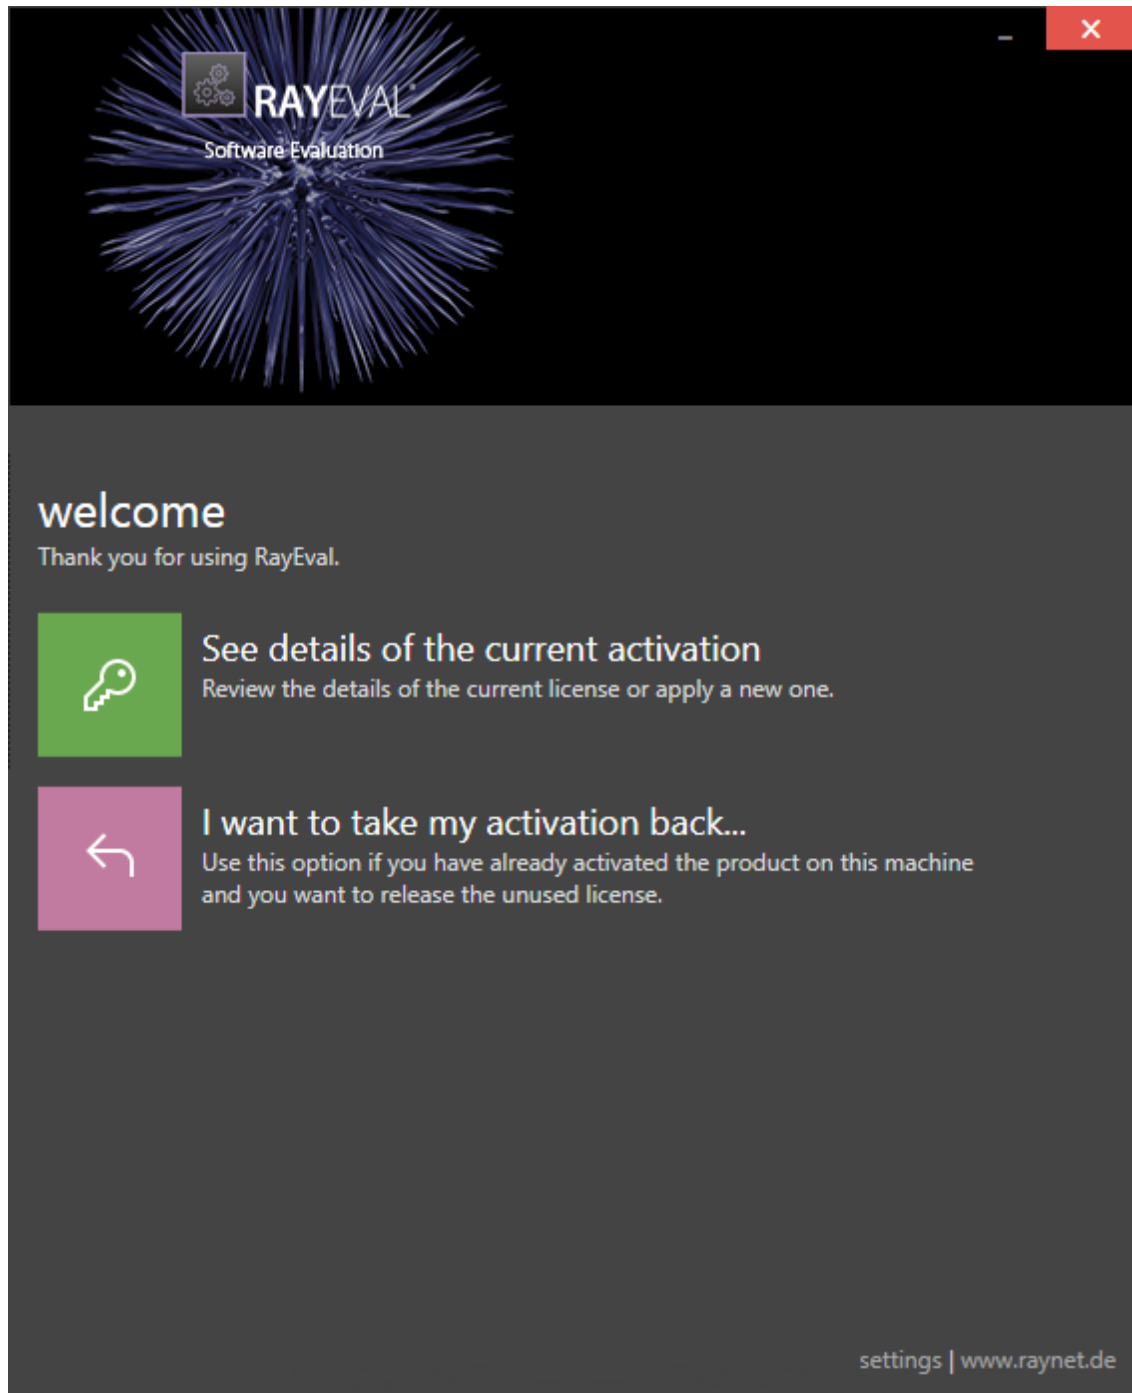 RAYEVAL®
Software Evaluation
welcome
Thank you for using RayEval.
See details of the current activation
Review the details of the current license or apply a new one.
I want to take my activation back...
Use this option if you have already activated the product on this machine
and you want to release the unused license.
settings | www.raynet.de